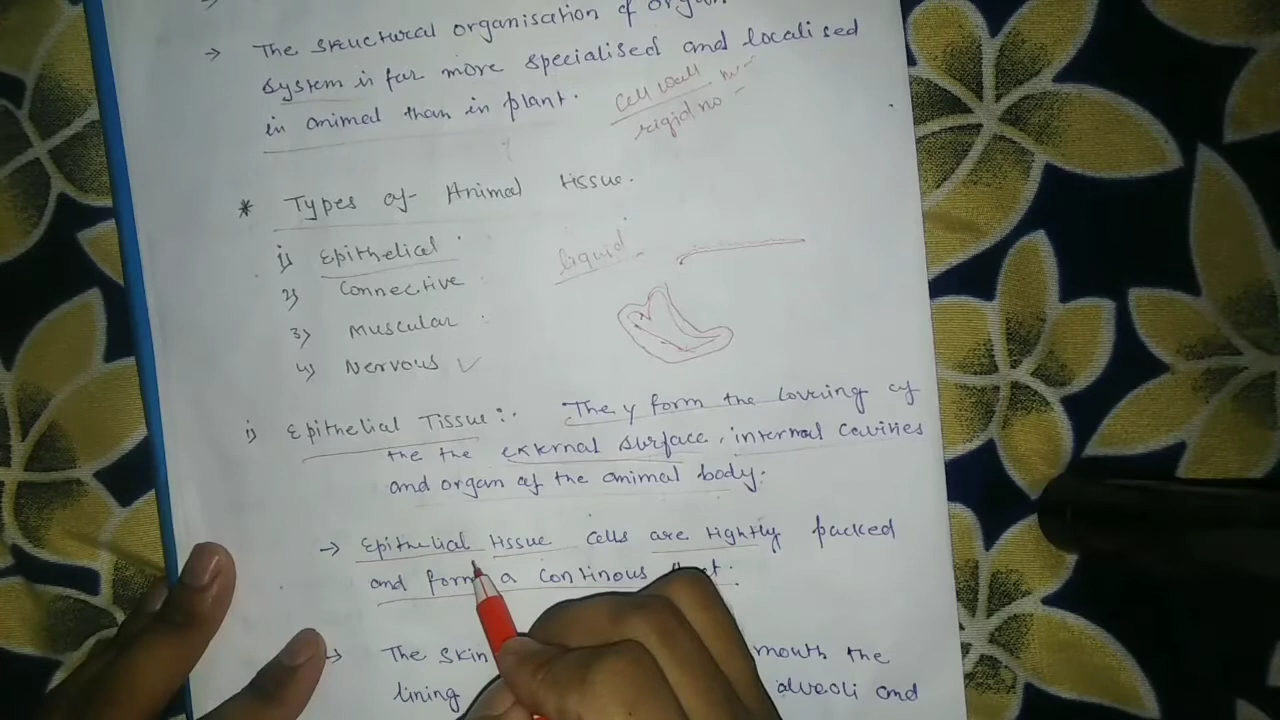 → The structural organisation of organ
system is far more specialised and localised
in animal than in plant.
cell wall
rigid no -
* Types of Animal tissue.
1) Epithelical
2) Connective
3) Muscular
4) Nervous ✓
liquid
1) Epithelial Tissue:- They form the covering of
the the external surface, internal cavities
and organ of the animal body.
→ Epithelial tissue cells are tightly packed
and form a continous
→ The skin mouth the
lining alveoli and